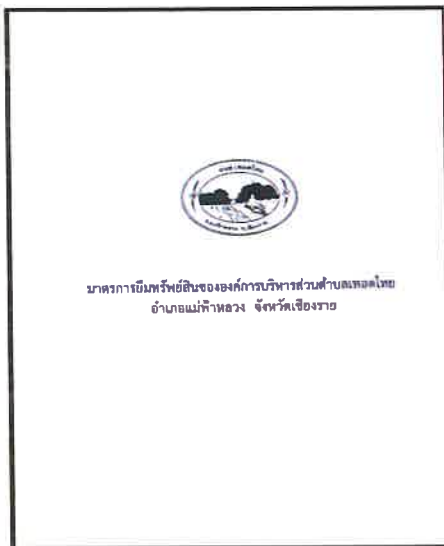 มาตรการยืมทรัพย์สินขององค์การบริหารส่วนตำบลเทอดไทย
อำเภอแม่ฟ้าหลวง จังหวัดเชียงราย